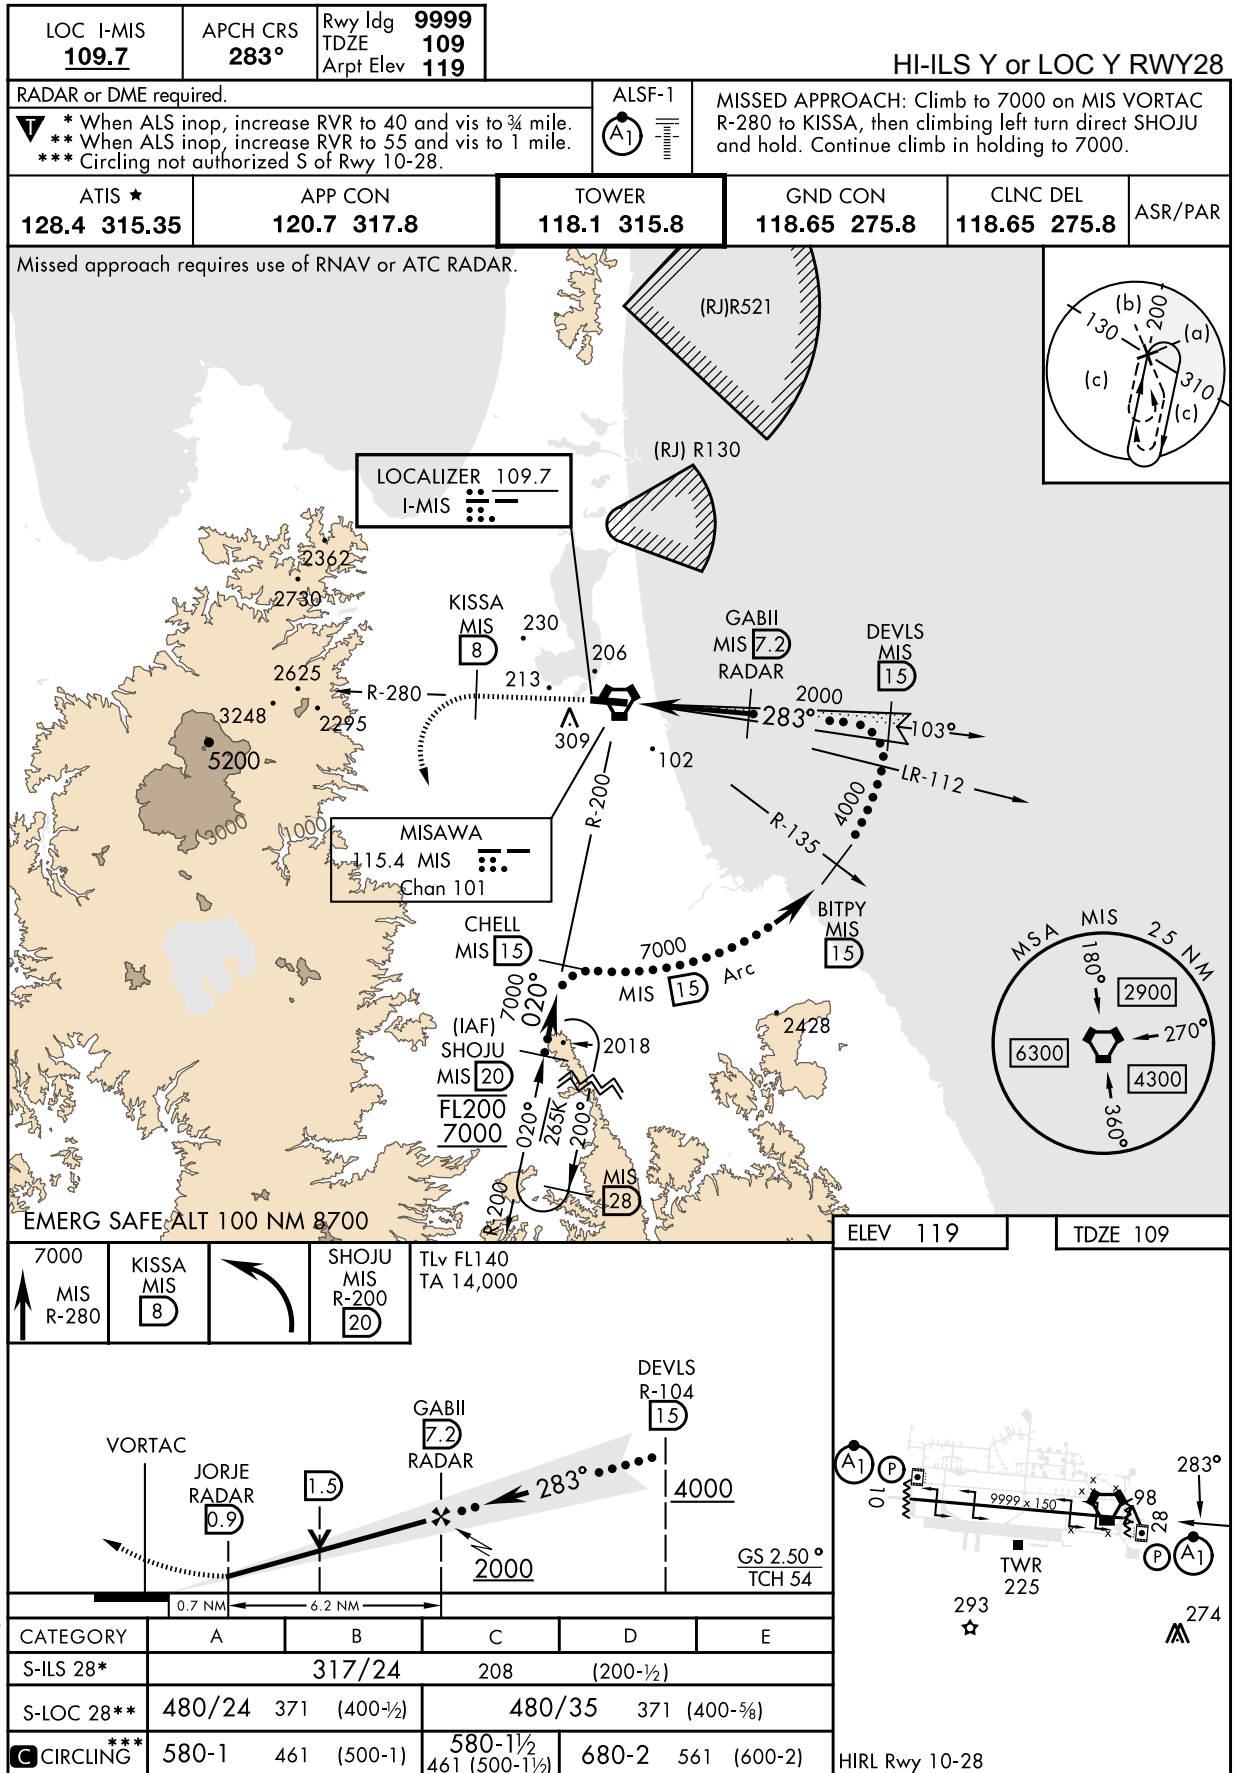 LOC I-MIS
109.7
APCH CRS
283°
Rwy ldg 9999
TDZE 109
Arpt Elev 119
HI-ILS Y or LOC Y RWY28
RADAR or DME required.
T
* When ALS inop, increase RVR to 40 and vis to ¾ mile.
** When ALS inop, increase RVR to 55 and vis to 1 mile.
*** Circling not authorized S of Rwy 10-28.
ALSF-1
A1
MISSED APPROACH: Climb to 7000 on MIS VORTAC
R-280 to KISSA, then climbing left turn direct SHOJU
and hold. Continue climb in holding to 7000.
ATIS ★
128.4 315.35
APP CON
120.7 317.8
TOWER
118.1 315.8
GND CON
118.65 275.8
CLNC DEL
118.65 275.8
ASR/PAR
Missed approach requires use of RNAV or ATC RADAR.
(RJ)R521
(b)
200
130
(a)
(c)
310
(c)
(RJ) R130
LOCALIZER 109.7
I-MIS
2362
2730
KISSA
MIS
8
230
206
213
GABII
MIS 7.2
RADAR
DEVLS
MIS
15
2625
R-280
3248
2295
2000
283°
103°
309
5200
102
LR-112
R-200
4000
3000
1000
R-135
MISAWA
115.4 MIS
Chan 101
CHELL
MIS 15
7000
MIS 15 Arc
BITPY
MIS
15
MSA MIS 25 NM
180°
2900
270°
6300
4300
360°
7000
020°
(IAF)
SHOJU
MIS 20
FL200
7000
2018
2428
020°
265K
200°
MIS
28
R-200
EMERG SAFE ALT 100 NM 8700
ELEV 119
TDZE 109
7000
MIS
R-280
KISSA
MIS
8
SHOJU
MIS
R-200
20
TLv FL140
TA 14,000
DEVLS
R-104
15
GABII
7.2
RADAR
VORTAC
JORJE
RADAR
0.9
1.5
283°
4000
2000
GS 2.50°
TCH 54
0.7 NM
6.2 NM
A1
P
10
9999 x 150
x
x
x
x
x
98
28
283°
P
A1
TWR
225
293
274
CATEGORY A B C D E
S-ILS 28* 317/24 208 (200-½)
S-LOC 28** 480/24 371 (400-½) 480/35 371 (400-⅝)
C CIRCLING*** 580-1 461 (500-1) 580-1½ 461 (500-1½) 680-2 561 (600-2)
HIRL Rwy 10-28